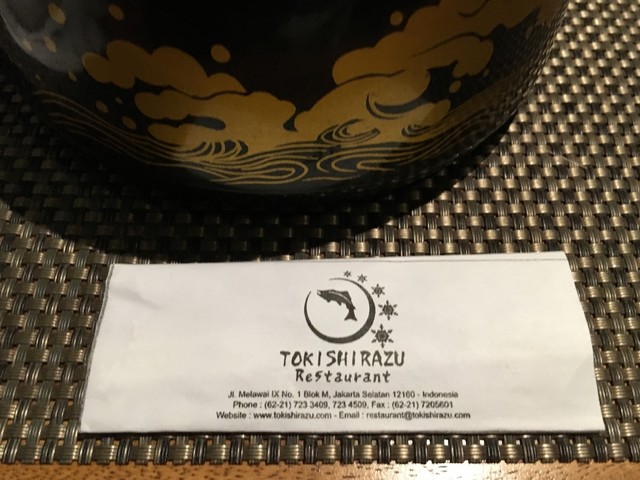 TOKISHIRAZU
Restaurant
Jl. Melawai IX No. 1 Blok M, Jakarta Selatan 12160 - Indonesia
Phone : (62-21) 723 3409, 723 4509, Fax : (62-21) 7205601
Website : www.tokishirazu.com - Email : restaurant@tokishirazu.com